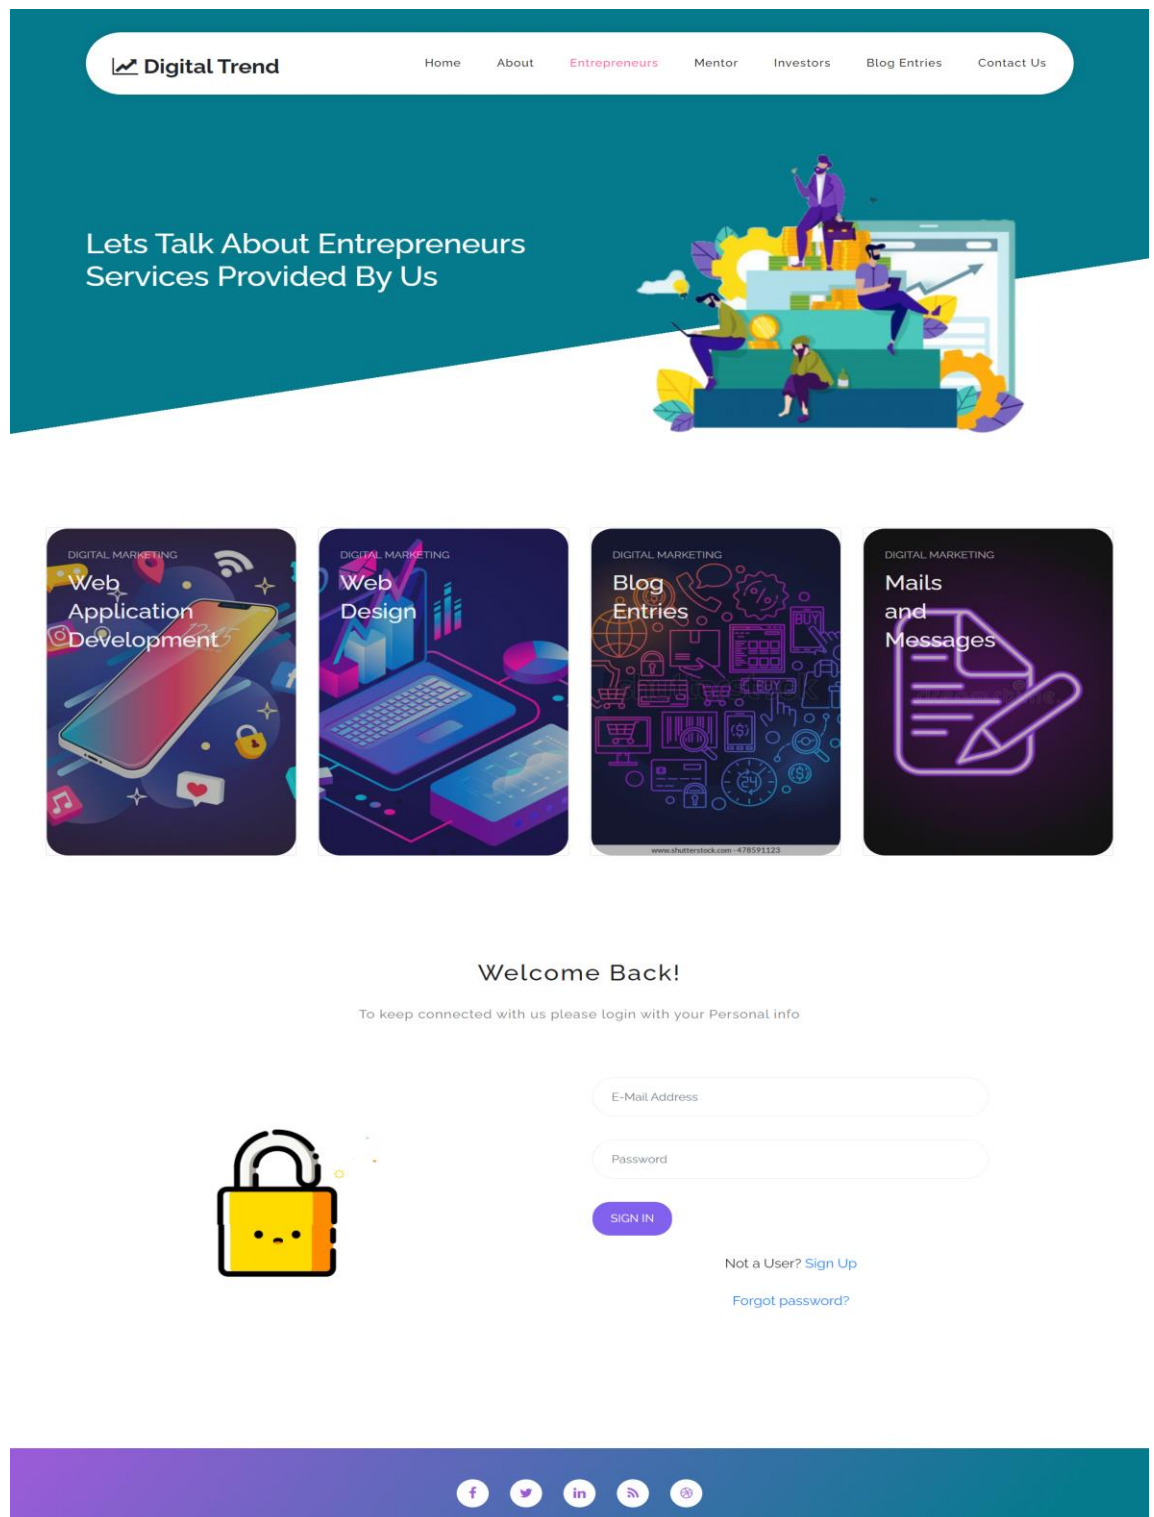 Digital Trend
Home About Entrepreneurs Mentor Investors Blog Entries Contact Us
Lets Talk About Entrepreneurs
Services Provided By Us
DIGITAL MARKETING
Web
Application
Development
DIGITAL MARKETING
Web
Design
DIGITAL MARKETING
Blog
Entries
BUY
BUY
24
www.shutterstock.com · 478591123
DIGITAL MARKETING
Mails
and
Messages
Welcome Back!
To keep connected with us please login with your Personal info
E-Mail Address
Password
SIGN IN
Not a User? Sign Up
Forgot password?